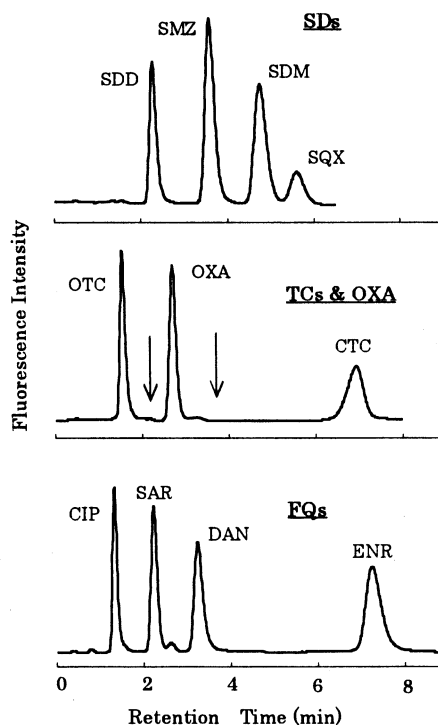 SDs
SMZ
SDD
SDM
SQX
Fluorescence Intensity
OTC
OXA
TCs & OXA
CTC
CIP
SAR
DAN
FQs
ENR
0 2 4 6 8
Retention Time (min)